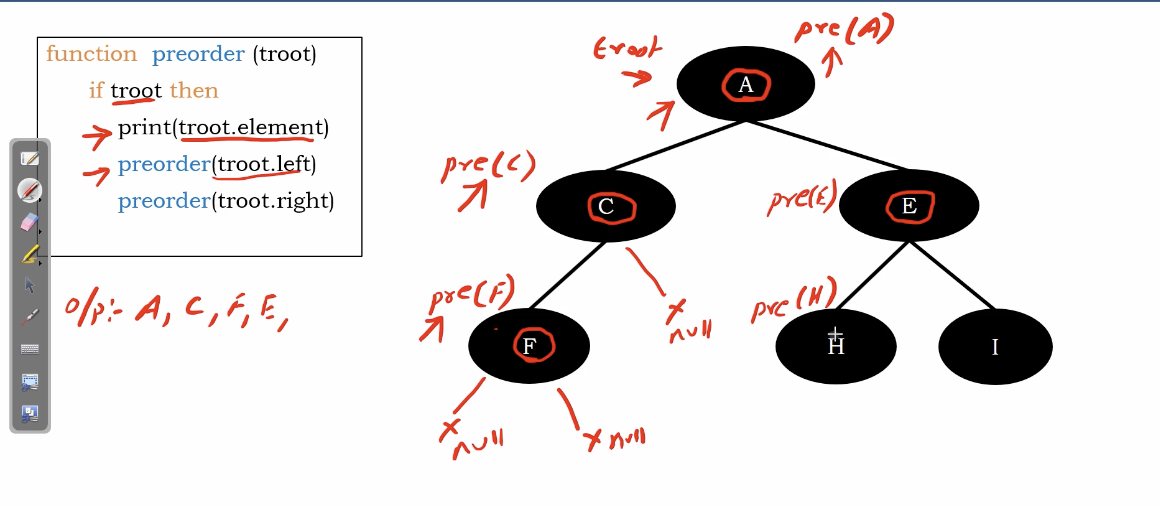 function preorder (troot)
if troot then
print(troot.element)
preorder(troot.left)
preorder(troot.right)
o/p:- A, C, F, E,
troot
pre(A)
A
pre(C)
C
pre(E)
E
pre(F)
F
x
null
pre(H)
H
I
x
null
x null